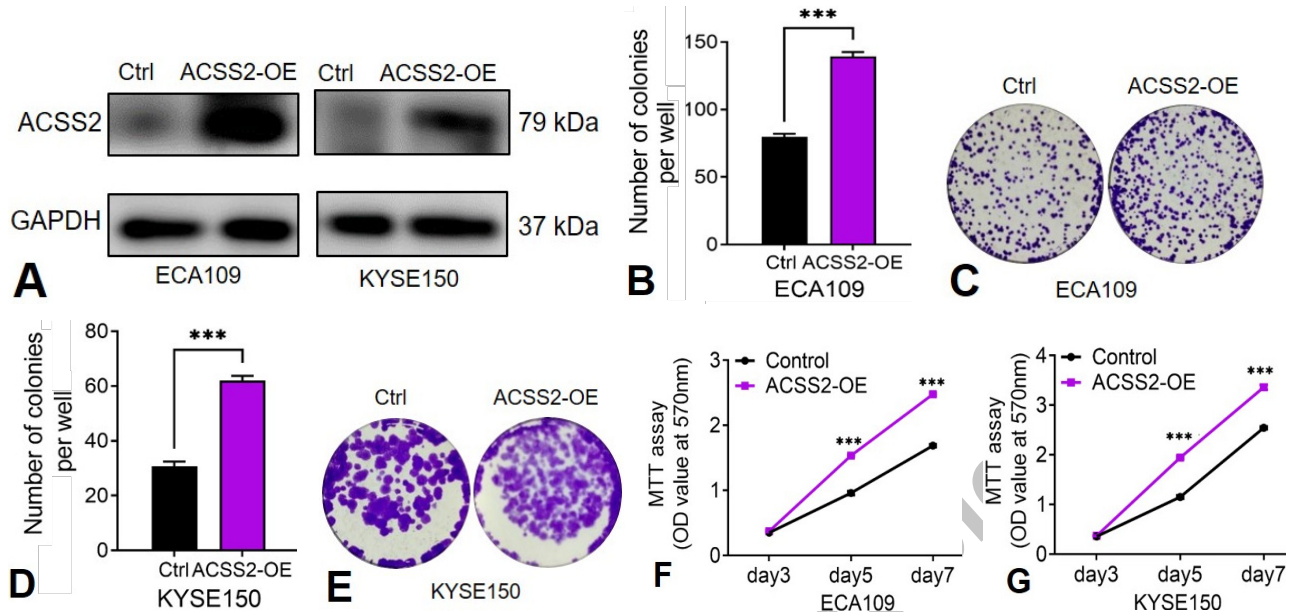 Ctrl ACSS2-OE Ctrl ACSS2-OE
ACSS2 79 kDa
GAPDH 37 kDa
ECA109 KYSE150
A
Number of colonies
per well
150
100
50
0
***
Ctrl ACSS2-OE
ECA109
B
Ctrl ACSS2-OE
ECA109
C
Number of colonies
per well
80
60
40
20
0
***
Ctrl ACSS2-OE
KYSE150
D
Ctrl ACSS2-OE
KYSE150
E
MTT assay
(OD value at 570nm)
3
2
1
0
Control
ACSS2-OE
***
***
day3 day5 day7
ECA109
F
MTT assay
(OD value at 570nm)
4
3
2
1
0
Control
ACSS2-OE
***
***
day3 day5 day7
KYSE150
G